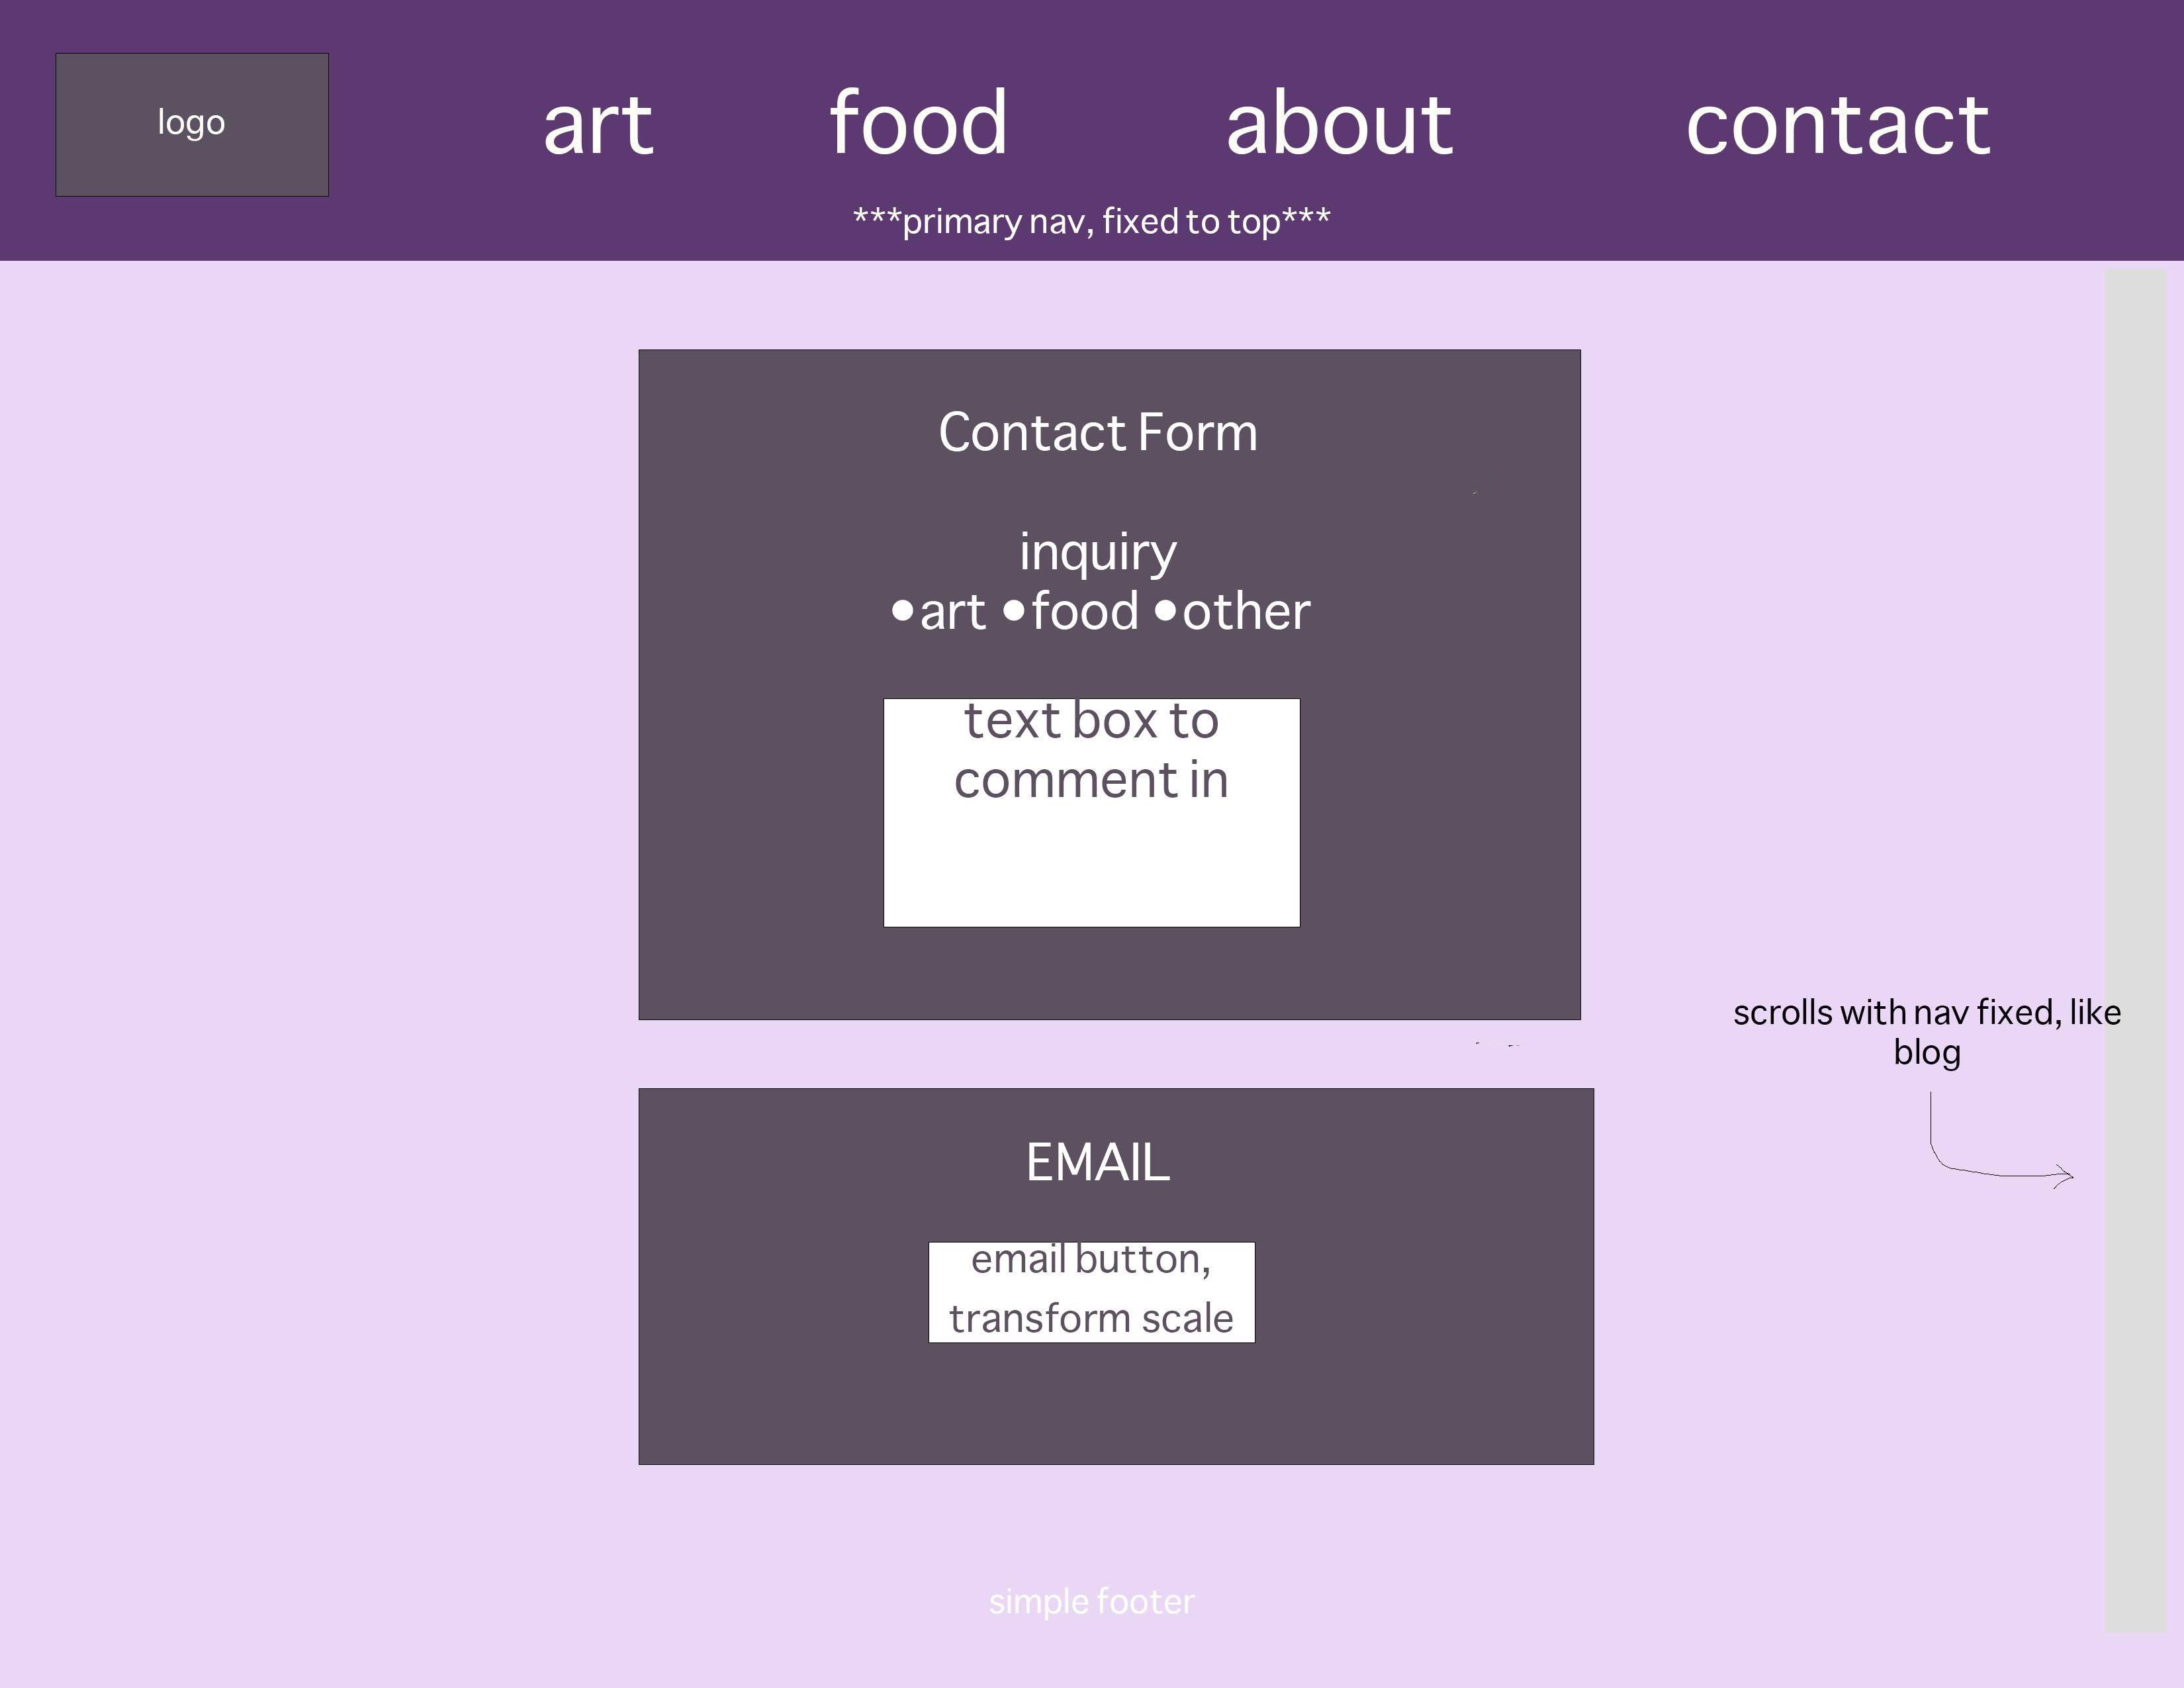 logo
art food about contact
***primary nav, fixed to top***
Contact Form
inquiry
•art •food •other
text box to
comment in
scrolls with nav fixed, like
blog
EMAIL
email button,
transform scale
simple footer